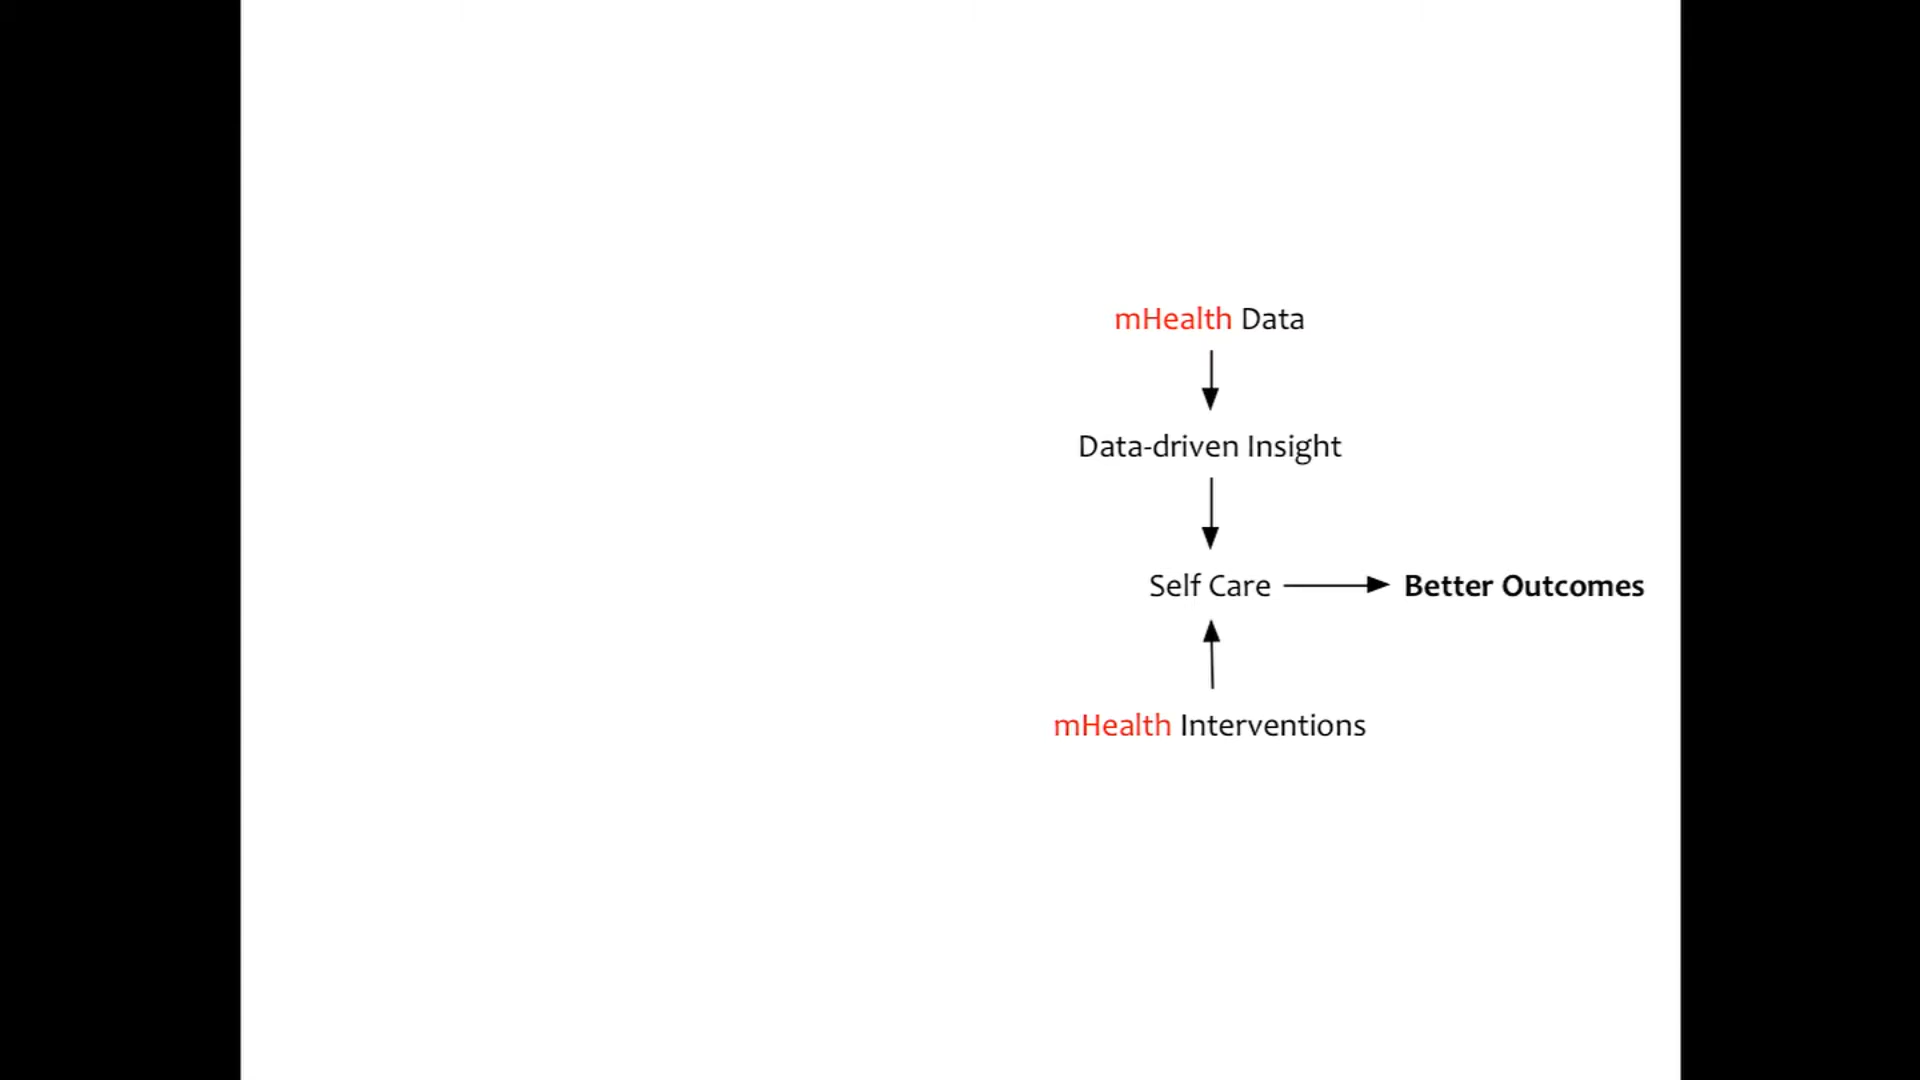 mHealth Data
Data-driven Insight
Self Care
Better Outcomes
mHealth Interventions